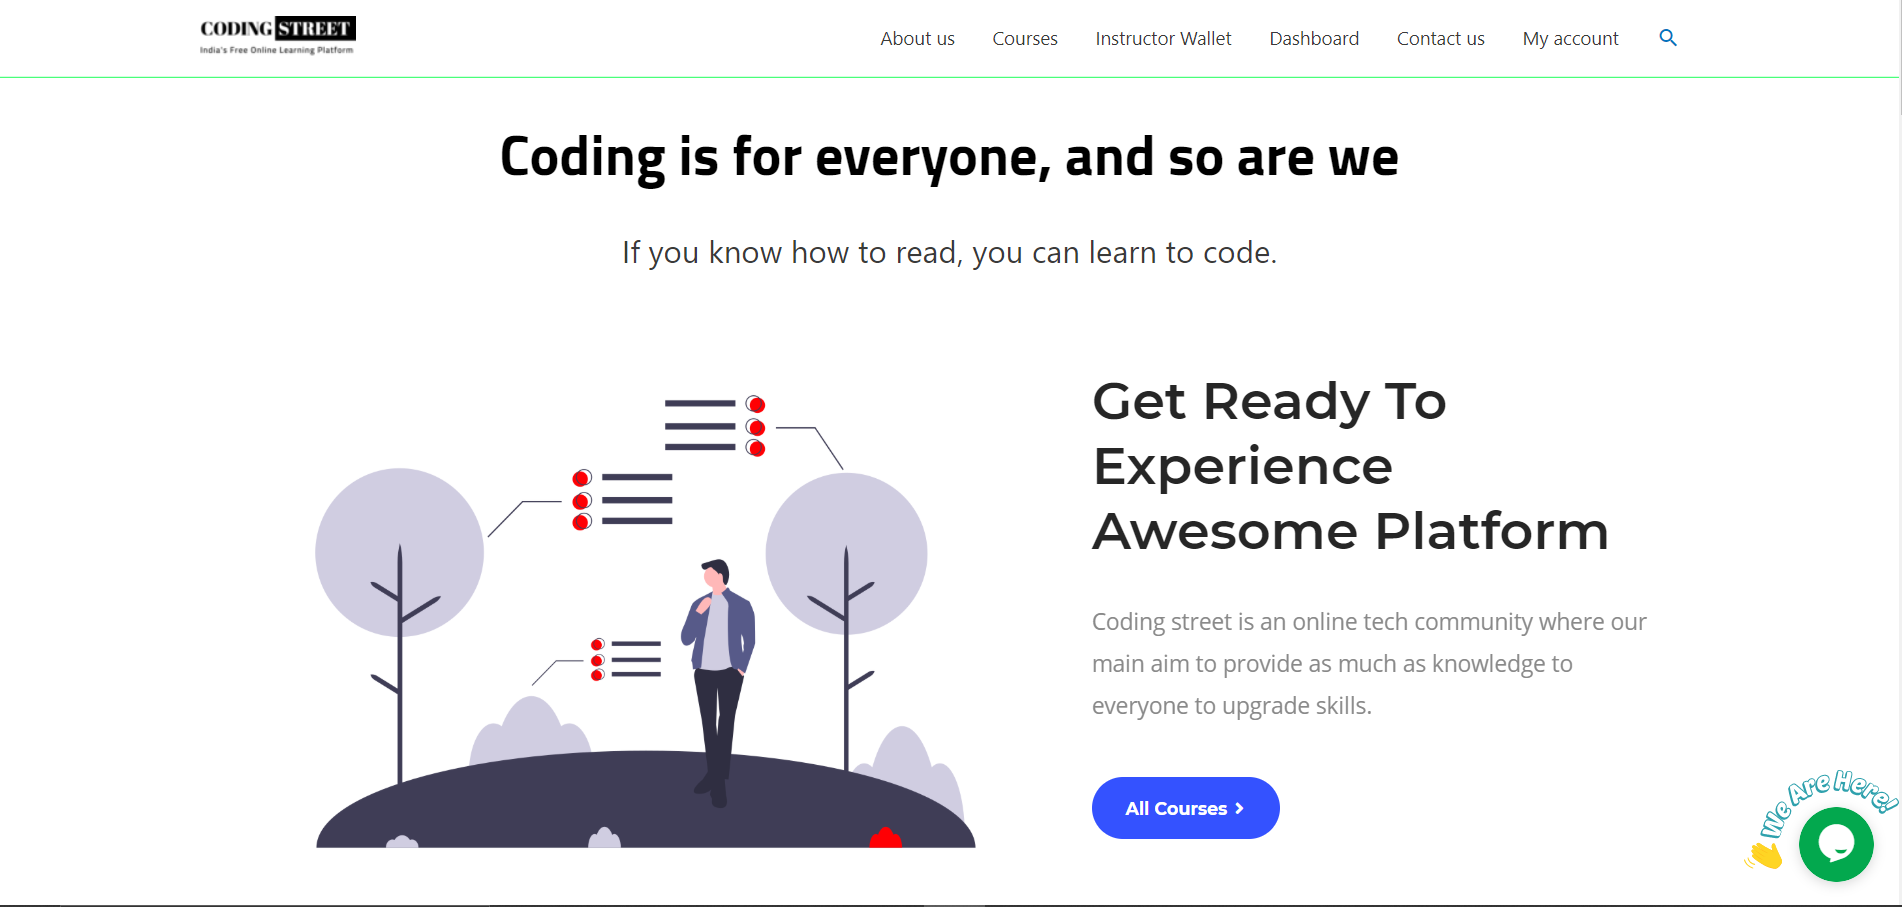 CODING STREET
India's Free Online Learning Platform
About us Courses Instructor Wallet Dashboard Contact us My account
Coding is for everyone, and so are we
If you know how to read, you can learn to code.
Get Ready To
Experience
Awesome Platform
Coding street is an online tech community where our
main aim to provide as much as knowledge to
everyone to upgrade skills.
All Courses
We Are Here!